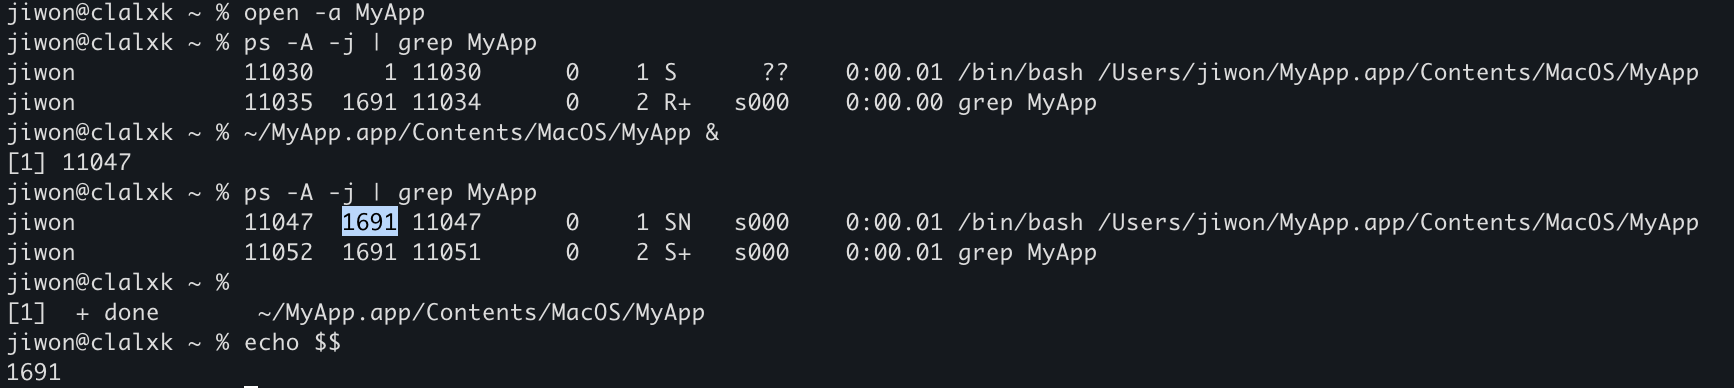 jiwon@clalxk ~ % open -a MyApp
jiwon@clalxk ~ % ps -A -j | grep MyApp
jiwon            11030     1 11030      0    1 S      ??    0:00.01 /bin/bash /Users/jiwon/MyApp.app/Contents/MacOS/MyApp
jiwon            11035  1691 11034      0    2 R+   s000    0:00.00 grep MyApp
jiwon@clalxk ~ % ~/MyApp.app/Contents/MacOS/MyApp &
[1] 11047
jiwon@clalxk ~ % ps -A -j | grep MyApp
jiwon            11047  1691 11047      0    1 SN   s000    0:00.01 /bin/bash /Users/jiwon/MyApp.app/Contents/MacOS/MyApp
jiwon            11052  1691 11051      0    2 S+   s000    0:00.01 grep MyApp
jiwon@clalxk ~ %
[1]  + done       ~/MyApp.app/Contents/MacOS/MyApp
jiwon@clalxk ~ % echo $$
1691